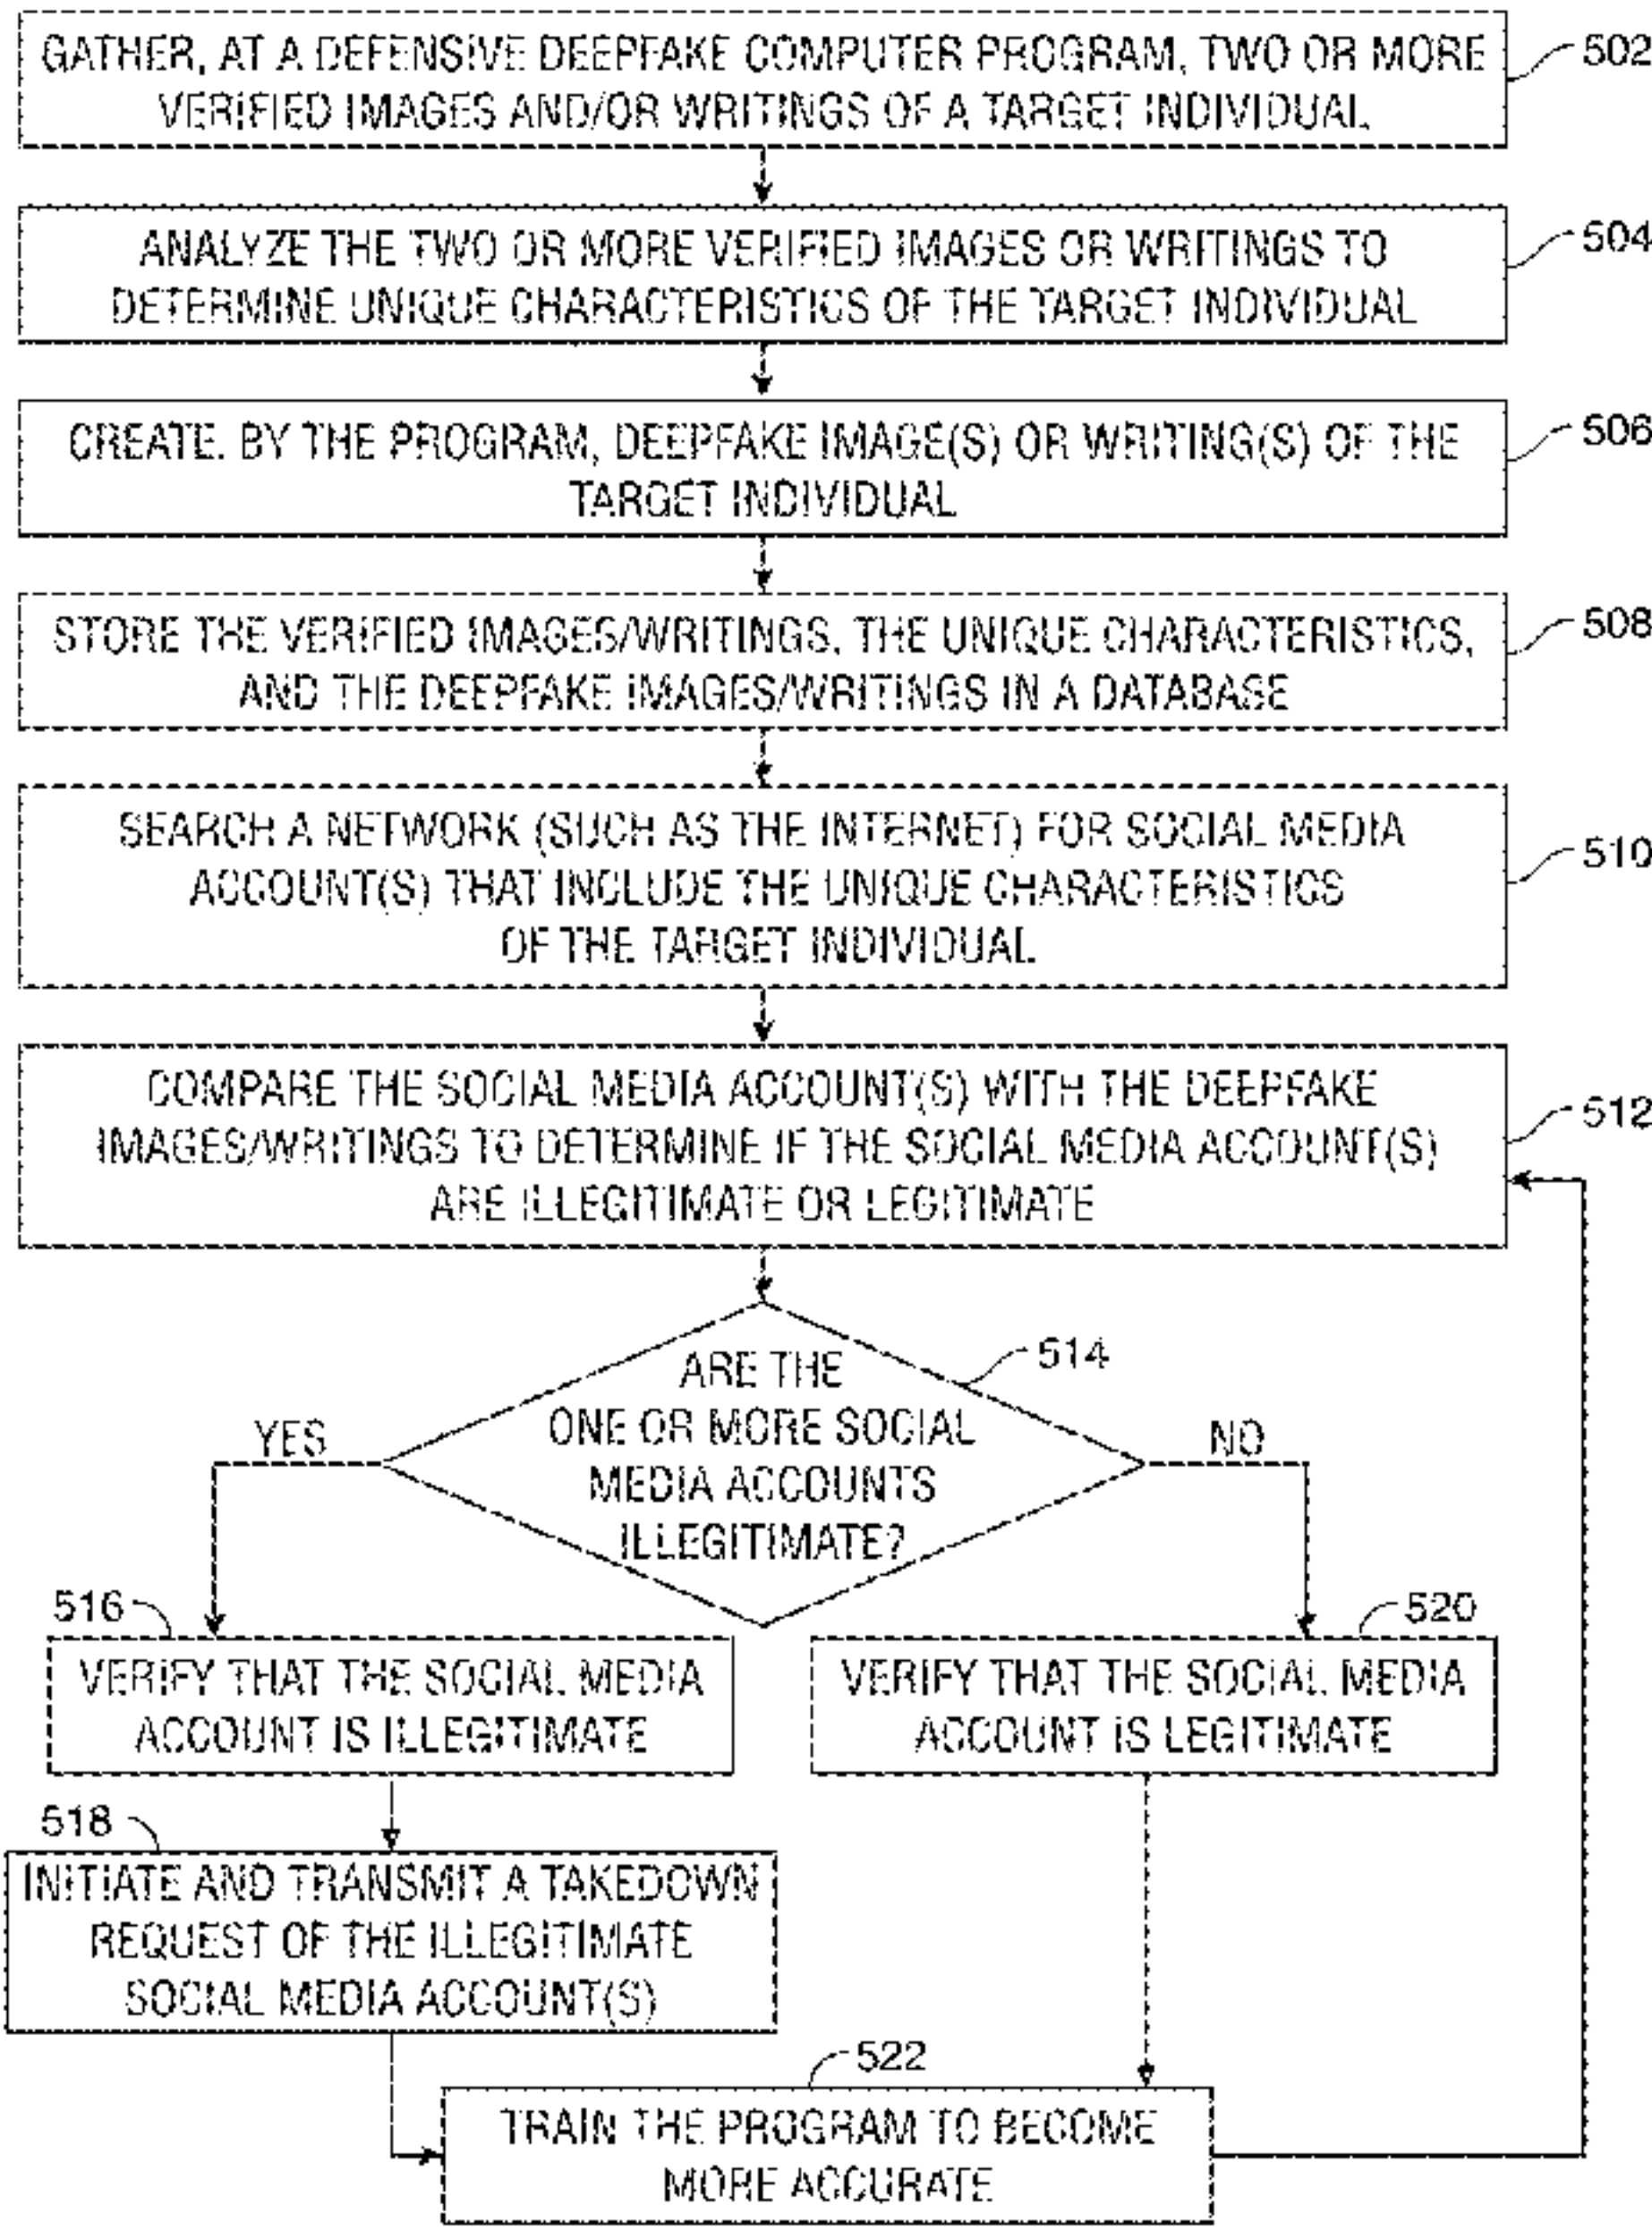 GATHER, AT A DEFENSIVE DEEPFAKE COMPUTER PROGRAM, TWO OR MORE
VERIFIED IMAGES AND/OR WRITINGS OF A TARGET INDIVIDUAL
502
ANALYZE THE TWO OR MORE VERIFIED IMAGES OR WRITINGS TO
DETERMINE UNIQUE CHARACTERISTICS OF THE TARGET INDIVIDUAL
504
CREATE. BY THE PROGRAM, DEEPFAKE IMAGE(S) OR WRITING(S) OF THE
TARGET INDIVIDUAL
506
STORE THE VERIFIED IMAGES/WRITINGS, THE UNIQUE CHARACTERISTICS,
AND THE DEEPFAKE IMAGES/WRITINGS IN A DATABASE
508
SEARCH A NETWORK (SUCH AS THE INTERNET) FOR SOCIAL MEDIA
ACCOUNT(S) THAT INCLUDE THE UNIQUE CHARACTERISTICS
OF THE TARGET INDIVIDUAL
510
COMPARE THE SOCIAL MEDIA ACCOUNT(S) WITH THE DEEPFAKE
IMAGES/WRITINGS TO DETERMINE IF THE SOCIAL MEDIA ACCOUNT(S)
ARE ILLEGITIMATE OR LEGITIMATE
512
ARE THE
ONE OR MORE SOCIAL
MEDIA ACCOUNTS
ILLEGITIMATE?
514
YES
NO
516
VERIFY THAT THE SOCIAL MEDIA
ACCOUNT IS ILLEGITIMATE
520
VERIFY THAT THE SOCIAL MEDIA
ACCOUNT IS LEGITIMATE
518
INITIATE AND TRANSMIT A TAKEDOWN
REQUEST OF THE ILLEGITIMATE
SOCIAL MEDIA ACCOUNT(S)
522
TRAIN THE PROGRAM TO BECOME
MORE ACCURATE